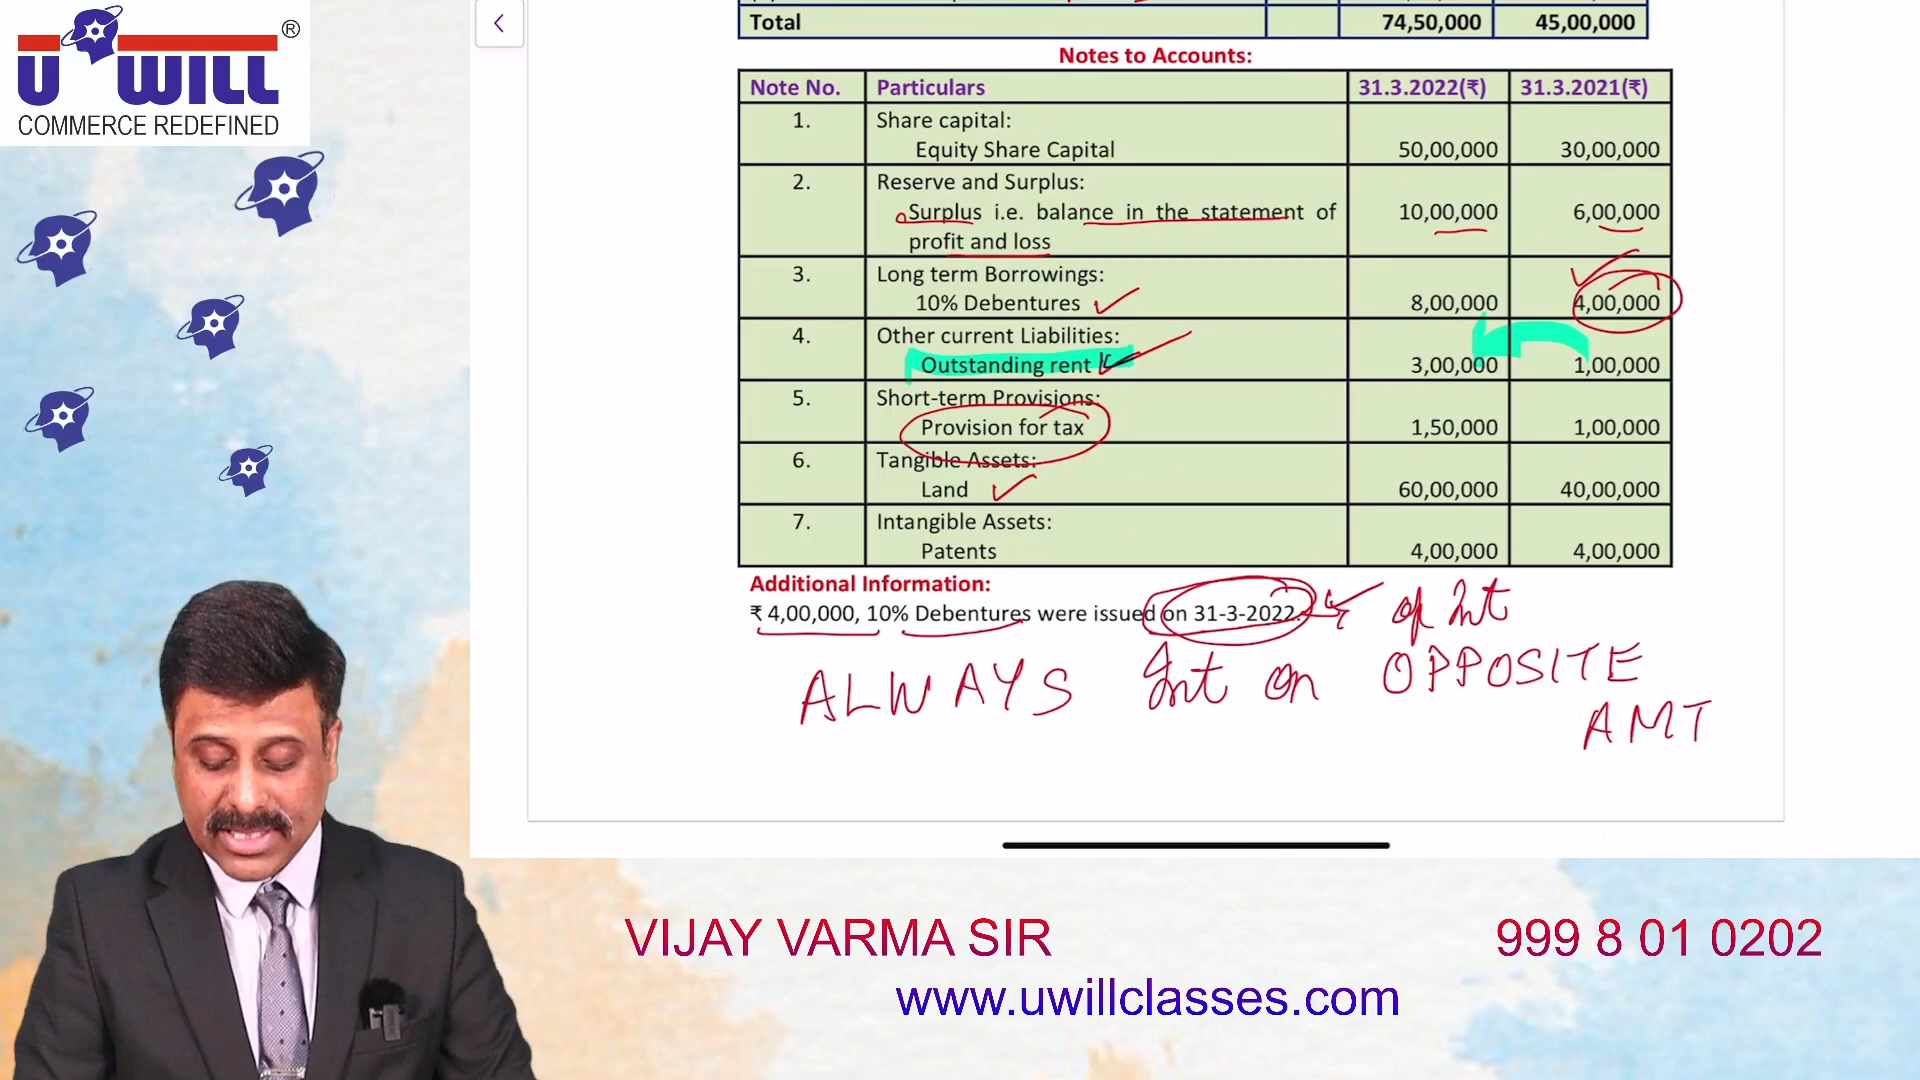 U WILL ®
COMMERCE REDEFINED
Total 74,50,000 45,00,000
Notes to Accounts:
Note No. Particulars 31.3.2022(₹) 31.3.2021(₹)
1. Share capital:
Equity Share Capital 50,00,000 30,00,000
2. Reserve and Surplus:
Surplus i.e. balance in the statement of 10,00,000 6,00,000
profit and loss
3. Long term Borrowings:
10% Debentures 8,00,000 4,00,000
4. Other current Liabilities:
Outstanding rent 3,00,000 1,00,000
5. Short-term Provisions:
Provision for tax 1,50,000 1,00,000
6. Tangible Assets:
Land 60,00,000 40,00,000
7. Intangible Assets:
Patents 4,00,000 4,00,000
Additional Information:
₹ 4,00,000, 10% Debentures were issued on 31-3-2022. of Int
ALWAYS Int on OPPOSITE
AMT
VIJAY VARMA SIR 999 8 01 0202
www.uwillclasses.com